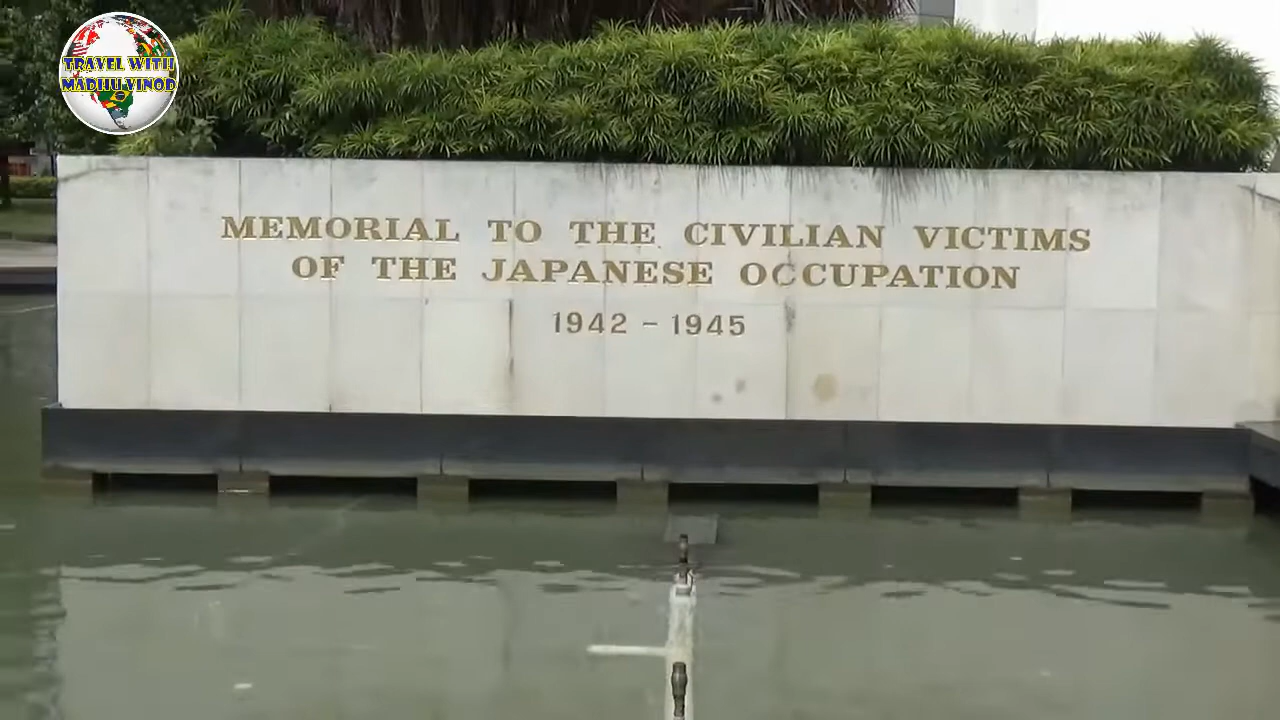 TRAVEL WITH
MADHU VINOD
MEMORIAL TO THE CIVILIAN VICTIMS
OF THE JAPANESE OCCUPATION
1942 - 1945